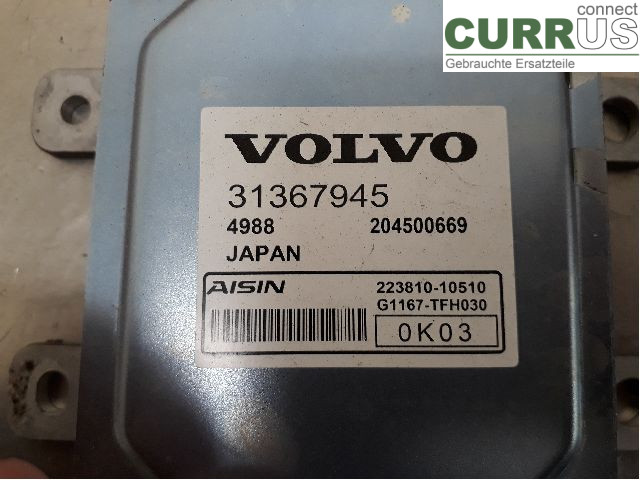 connect
CURRUS
Gebrauchte Ersatzteile
VOLVO
31367945
4988 204500669
JAPAN
AISIN 223810-10510
G1167-TFH030
0K03